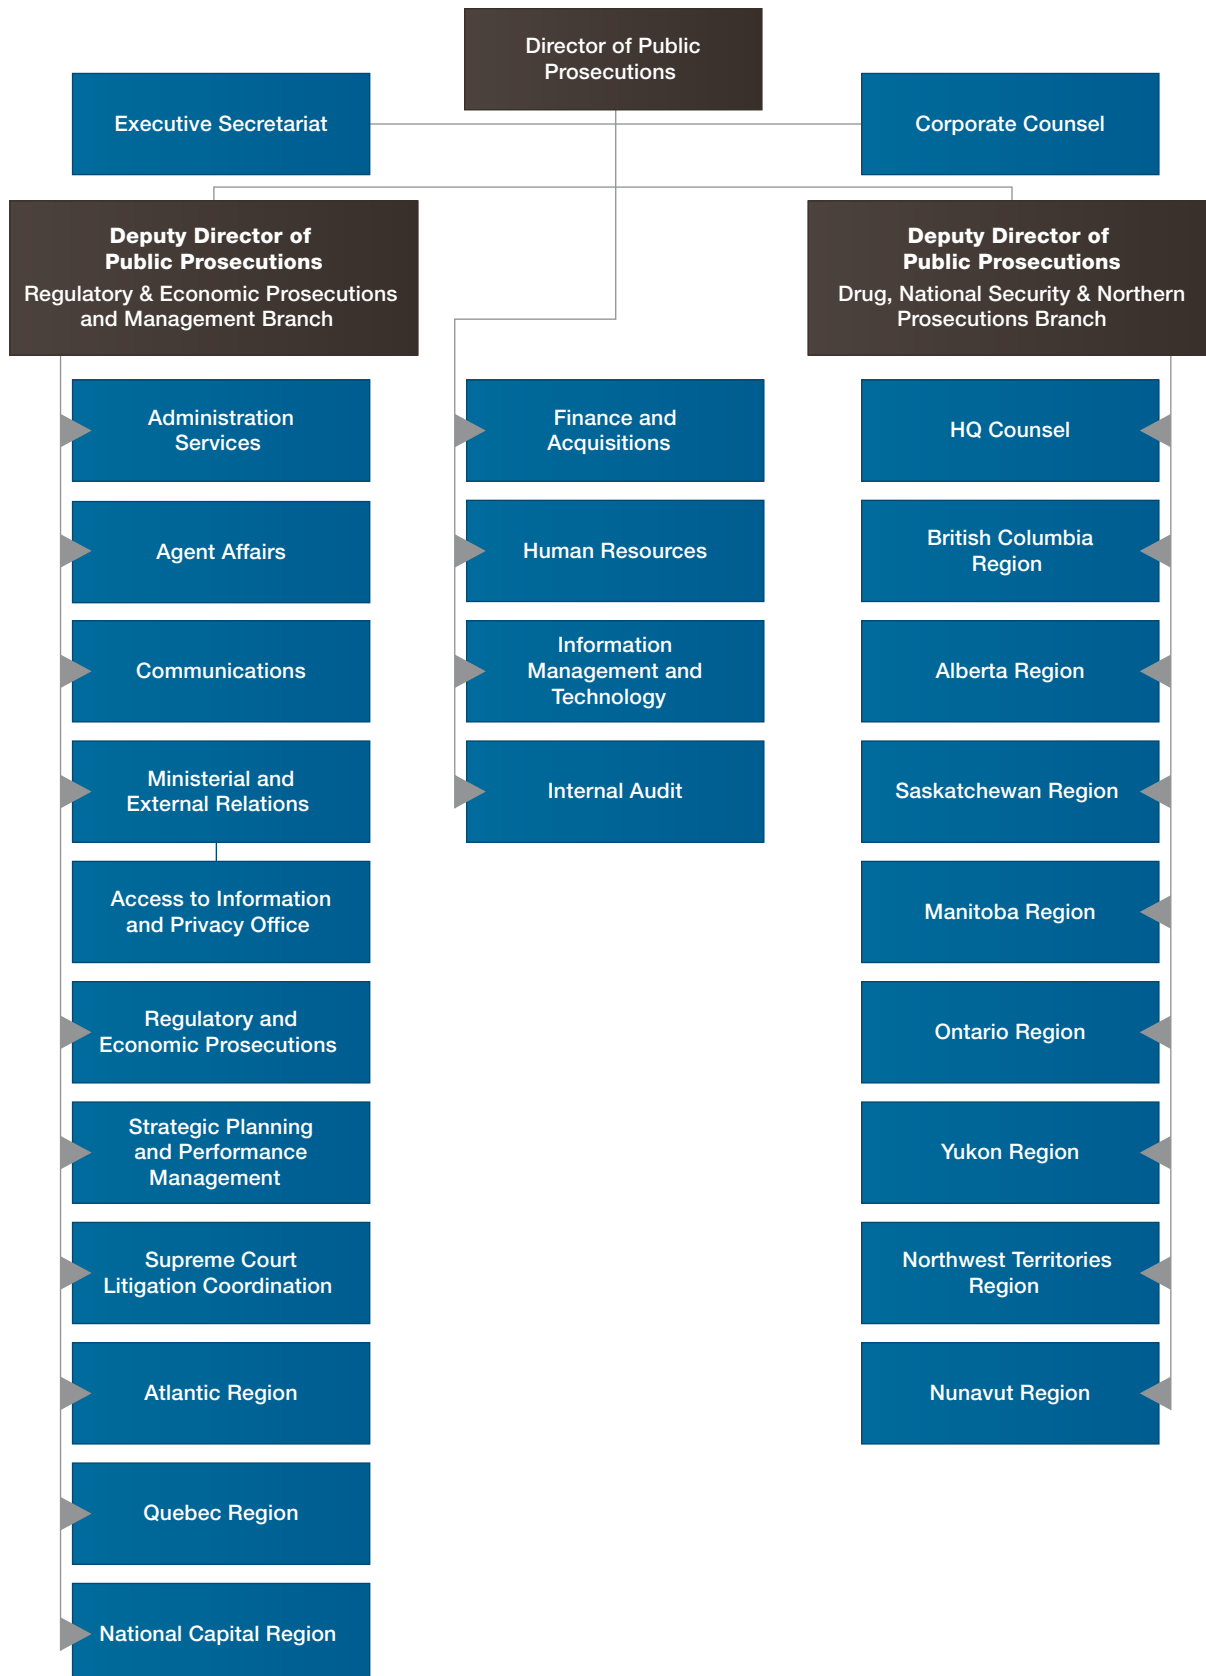 Director of Public
Prosecutions
Executive Secretariat
Corporate Counsel
Deputy Director of
Public Prosecutions
Regulatory & Economic Prosecutions
and Management Branch
Deputy Director of
Public Prosecutions
Drug, National Security & Northern
Prosecutions Branch
Administration
Services
Agent Affairs
Communications
Ministerial and
External Relations
Access to Information
and Privacy Office
Regulatory and
Economic Prosecutions
Strategic Planning
and Performance
Management
Supreme Court
Litigation Coordination
Atlantic Region
Quebec Region
National Capital Region
Finance and
Acquisitions
Human Resources
Information
Management and
Technology
Internal Audit
HQ Counsel
British Columbia
Region
Alberta Region
Saskatchewan Region
Manitoba Region
Ontario Region
Yukon Region
Northwest Territories
Region
Nunavut Region